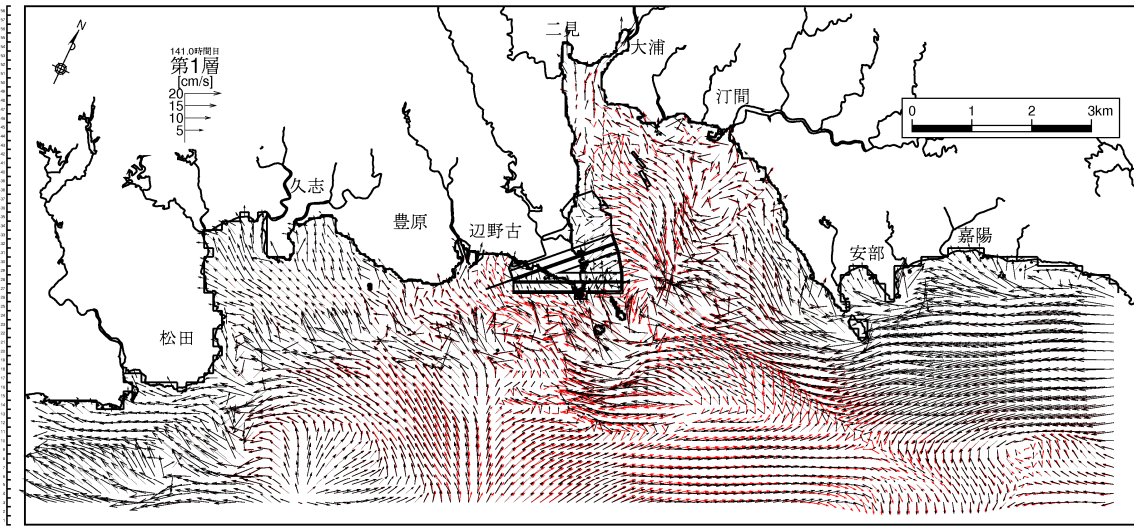 N
141.0時間目
第1層
[cm/s]
20
15
10
5
二見
大浦
汀間
0 1 2 3km
久志
豊原
辺野古
安部
嘉陽
松田